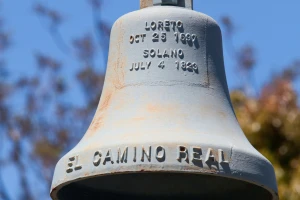 LORETO
OCT 25 1697
SOLANO
JULY 4 1823
EL CAMINO REAL